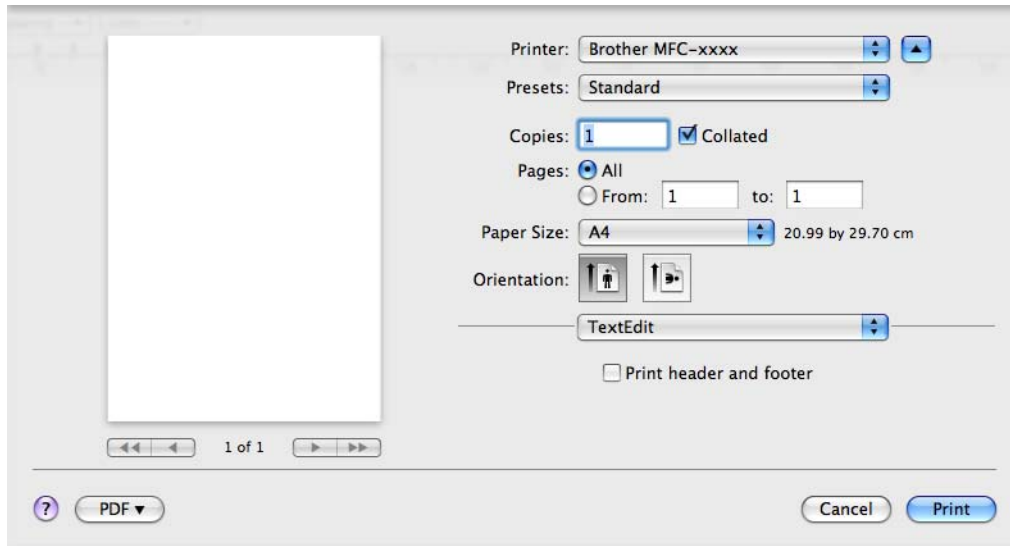 Printer: Brother MFC-xxxx
Presets: Standard
Copies: 1 Collated
Pages: All
From: 1 to: 1
Paper Size: A4 20.99 by 29.70 cm
Orientation:
TextEdit
Print header and footer
1 of 1
? PDF Cancel Print